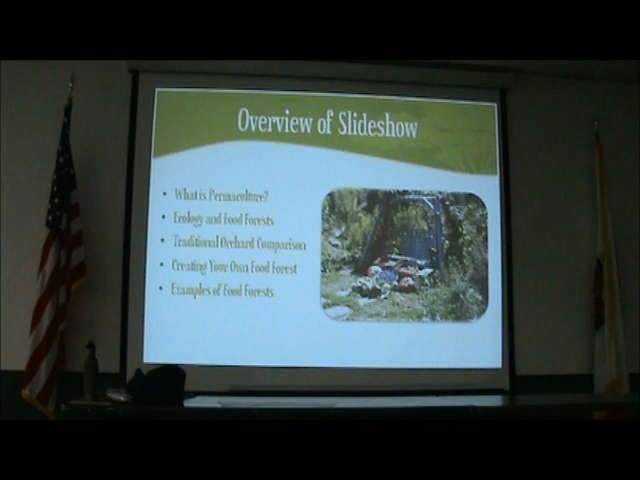 Overview of Slideshow
• What is Permaculture?
• Ecology and Food Forests
• Traditional Orchard Comparison
• Creating Your Own Food Forest
• Examples of Food Forests